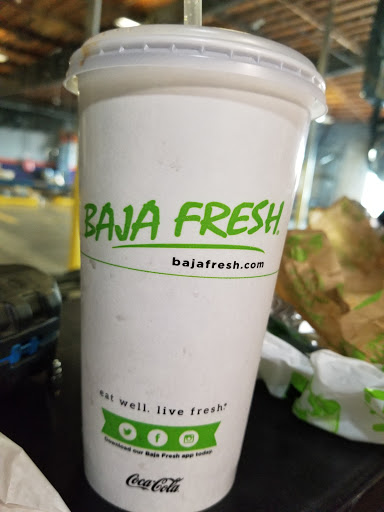 BAJA FRESH.
bajafresh.com
eat well. live fresh.®
Download our Baja Fresh app today
Coca-Cola